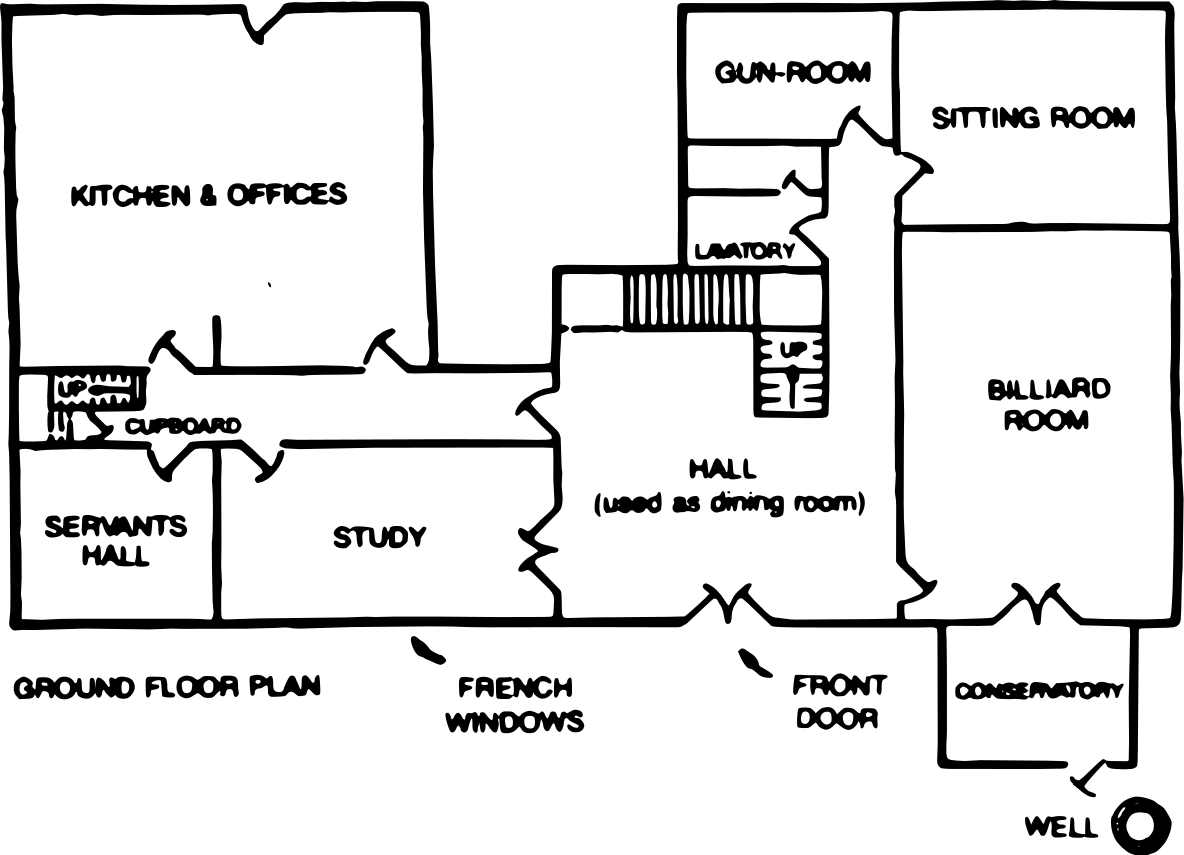 GUN-ROOM
SITTING ROOM
KITCHEN & OFFICES
LAVATORY
UP
UP
BILLIARD
ROOM
CUPBOARD
HALL
(used as dining room)
SERVANTS
HALL
STUDY
GROUND FLOOR PLAN
FRENCH
WINDOWS
FRONT
DOOR
CONSERVATORY
WELL